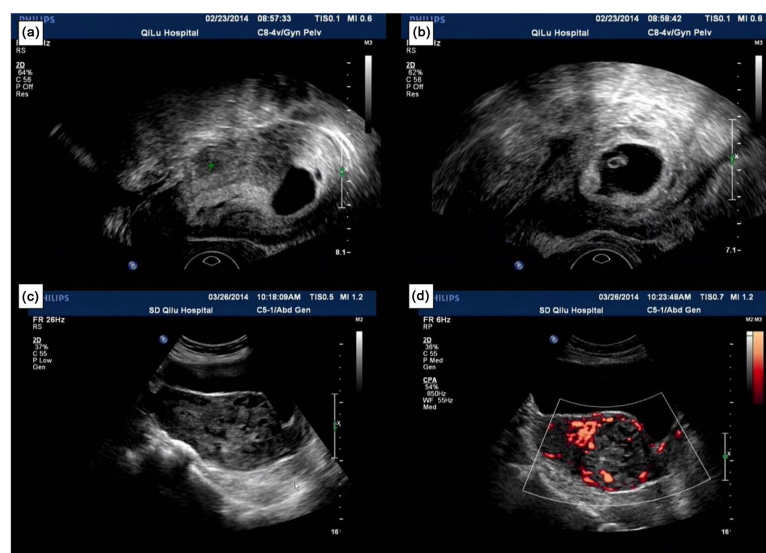 (a)
PHILIPS 02/23/2014 08:57:33 TIS0.1 MI 0.6
QiLu Hospital C8-4v/Gyn Pelv
RS
2D
64%
C 56
P Off
Res
M3
8.1
(b)
02/23/2014 08:58:42 TIS0.1 MI 0.6
QiLu Hospital C8-4v/Gyn Pelv
RS
2D
62%
C 56
P Off
Res
M3
7.1
(c)
PHILIPS 03/26/2014 10:18:09AM TIS0.5 MI 1.2
SD Qilu Hospital C5-1/Abd Gen
FR 26Hz
RS
2D
37%
C 55
P Low
Gen
M3
X
16
(d)
PHILIPS 03/26/2014 10:23:48AM TIS0.7 MI 1.2
SD Qilu Hospital C5-1/Abd Gen
FR 6Hz
RP
2D
36%
C 55
P Med
Gen
CPA
54%
850Hz
WF 55Hz
Med
M2 M3
16